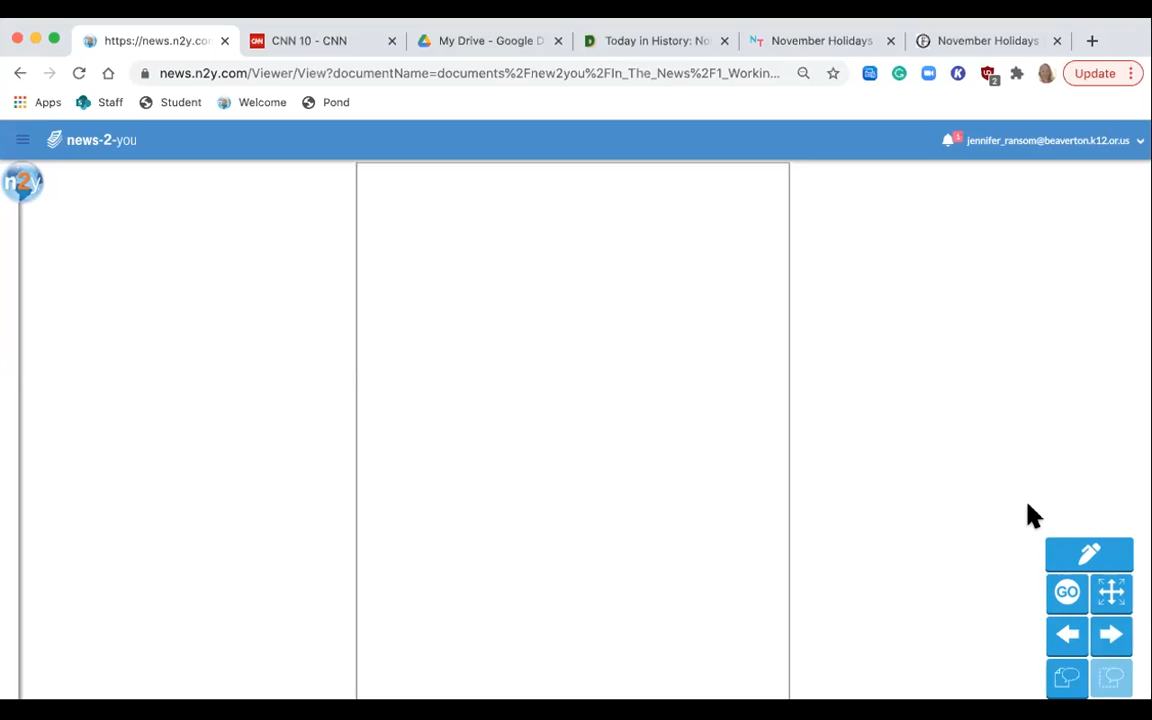 https://news.n2y.co
CNN 10 - CNN
My Drive - Google D
Today in History: No
November Holidays
November Holidays
news.n2y.com/Viewer/View?documentName=documents%2Fnew2you%2FIn_The_News%2F1_Workin...
2
Update
Apps
Staff
Student
Welcome
Pond
news-2-you
1
jennifer_ransom@beaverton.k12.or.us
n2y
GO